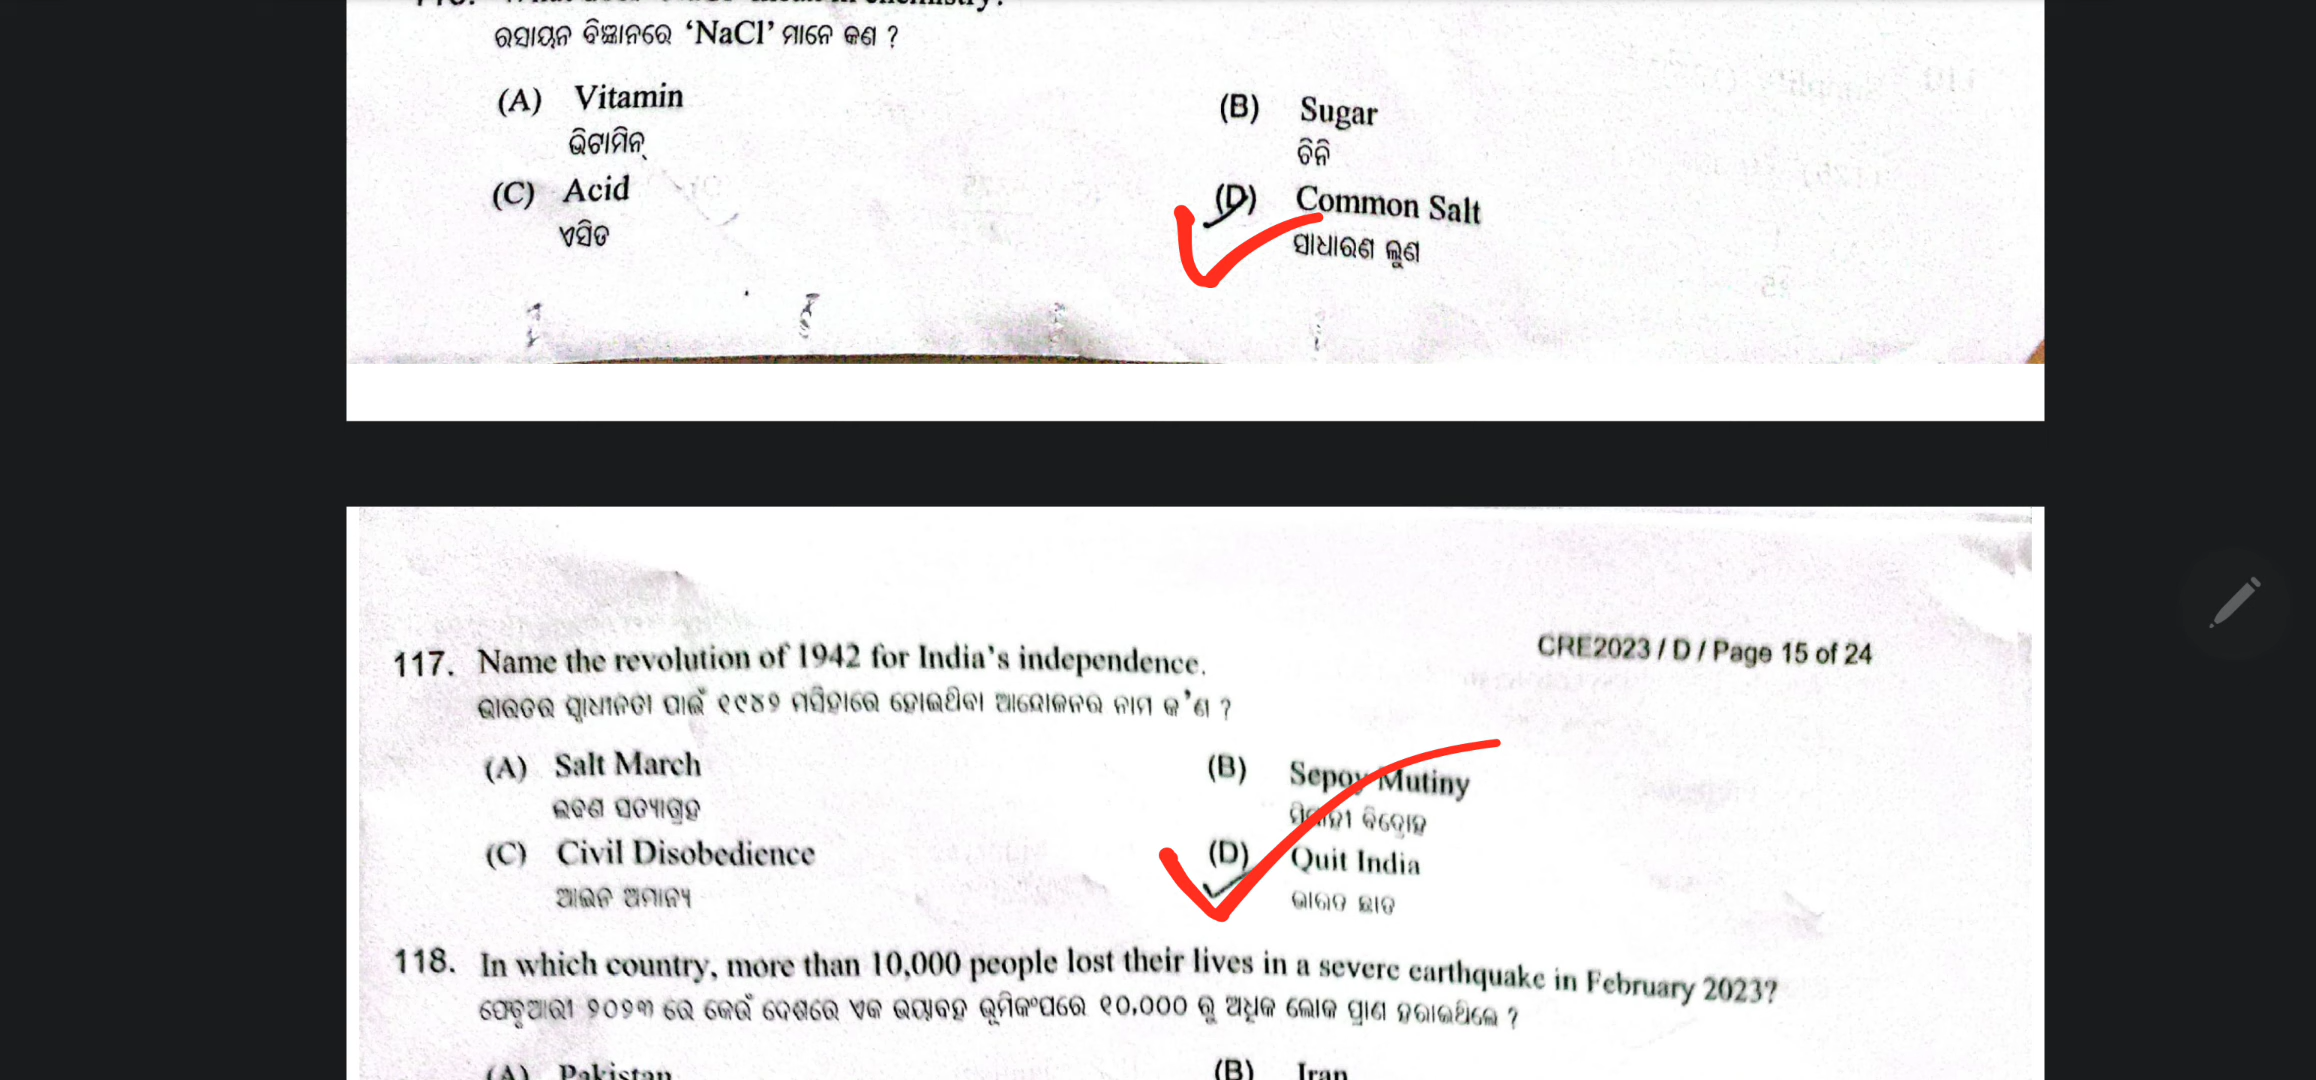 ରସାୟନ ବିଜ୍ଞାନରେ ‘NaCl’ ମାନେ କଣ ?
(A) Vitamin
ଭିଟାମିନ୍
(B) Sugar
ଚିନି
(C) Acid
ଏସିଡ
(D) Common Salt
ସାଧାରଣ ଲୁଣ
CRE2023 / D / Page 15 of 24
117. Name the revolution of 1942 for India's independence.
ଭାରତର ସ୍ୱାଧୀନତା ପାଇଁ ୧୯୪୨ ମସିହାରେ ହୋଇଥିବା ଆନ୍ଦୋଳନର ନାମ କ'ଣ ?
(A) Salt March
ଲବଣ ସତ୍ୟାଗ୍ରହ
(B) Sepoy Mutiny
ବିଦ୍ରୋହ
(C) Civil Disobedience
ଆଇନ ଅମାନ୍ୟ
(D) Quit India
ଭାରତ ଛାଡ
118. In which country, more than 10,000 people lost their lives in a severe earthquake in February 2023?
ଫେବୃଆରୀ ୨୦୨୩ ରେ କେଉଁ ଦେଶରେ ଏକ ଭୟାବହ ଭୂମିକଂପରେ ୧୦,000 ରୁ ଅଧିକ ଲୋକ ପ୍ରାଣ ହରାଇଥିଲେ ?
(A) Pakistan
(B) Iran